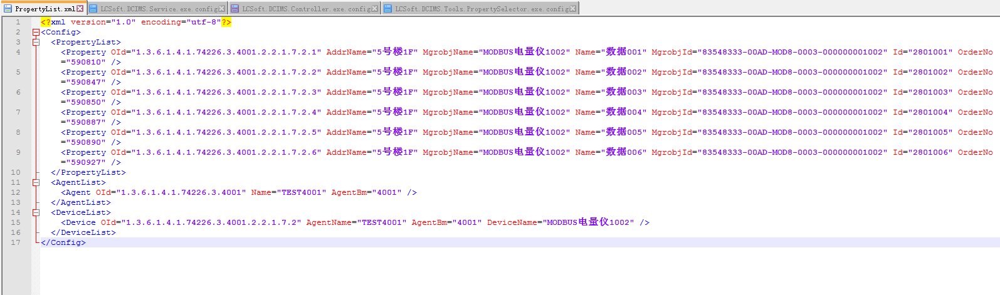 PropertyList.xml LCSoft.DCIMS.Service.exe.config LCSoft.DCIMS.Controller.exe.config LCSoft.DCIMS.Tools.PropertySelector.exe.config
1 <?xml version="1.0" encoding="utf-8"?>
2 <Config>
3 <PropertyList>
4 <Property OId="1.3.6.1.4.1.74226.3.4001.2.2.1.7.2.1" AddrName="5号楼1F" MgrobjName="MODBUS电量仪1002" Name="数据001" MgrobjId="83548333-00AD-MOD8-0003-000000001002" Id="2801001" OrderNo
="590810" />
5 <Property OId="1.3.6.1.4.1.74226.3.4001.2.2.1.7.2.2" AddrName="5号楼1F" MgrobjName="MODBUS电量仪1002" Name="数据002" MgrobjId="83548333-00AD-MOD8-0003-000000001002" Id="2801002" OrderNo
="590847" />
6 <Property OId="1.3.6.1.4.1.74226.3.4001.2.2.1.7.2.3" AddrName="5号楼1F" MgrobjName="MODBUS电量仪1002" Name="数据003" MgrobjId="83548333-00AD-MOD8-0003-000000001002" Id="2801003" OrderNo
="590850" />
7 <Property OId="1.3.6.1.4.1.74226.3.4001.2.2.1.7.2.4" AddrName="5号楼1F" MgrobjName="MODBUS电量仪1002" Name="数据004" MgrobjId="83548333-00AD-MOD8-0003-000000001002" Id="2801004" OrderNo
="590887" />
8 <Property OId="1.3.6.1.4.1.74226.3.4001.2.2.1.7.2.5" AddrName="5号楼1F" MgrobjName="MODBUS电量仪1002" Name="数据005" MgrobjId="83548333-00AD-MOD8-0003-000000001002" Id="2801005" OrderNo
="590890" />
9 <Property OId="1.3.6.1.4.1.74226.3.4001.2.2.1.7.2.6" AddrName="5号楼1F" MgrobjName="MODBUS电量仪1002" Name="数据006" MgrobjId="83548333-00AD-MOD8-0003-000000001002" Id="2801006" OrderNo
="590927" />
10 </PropertyList>
11 <AgentList>
12 <Agent OId="1.3.6.1.4.1.74226.3.4001" Name="TEST4001" AgentBm="4001" />
13 </AgentList>
14 <DeviceList>
15 <Device OId="1.3.6.1.4.1.74226.3.4001.2.2.1.7.2" AgentName="TEST4001" AgentBm="4001" DeviceName="MODBUS电量仪1002" />
16 </DeviceList>
17 </Config>